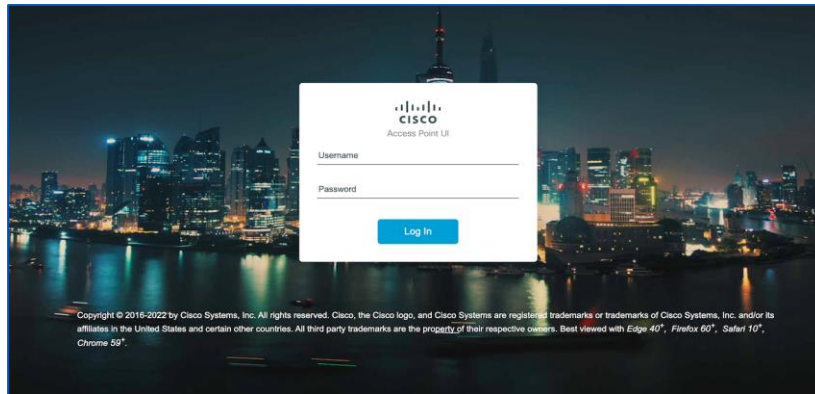 CISCO
Access Point UI
Username
Password
Log In
Copyright © 2016-2022 by Cisco Systems, Inc. All rights reserved. Cisco, the Cisco logo, and Cisco Systems are registered trademarks or trademarks of Cisco Systems, Inc. and/or its
affiliates in the United States and certain other countries. All third party trademarks are the property of their respective owners. Best viewed with Edge 40+, Firefox 60+, Safari 10+,
Chrome 59+.